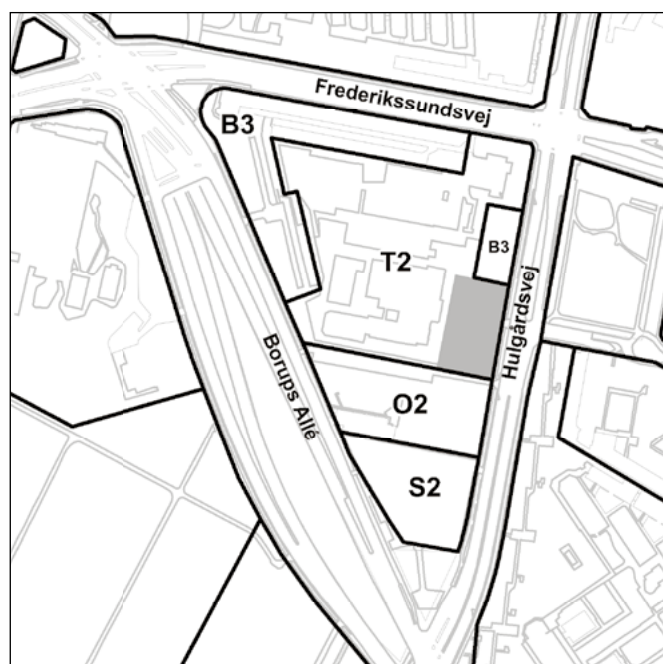 Frederikssundsvej
B3
B3
T2
Hulgårdsvej
Borups Allé
O2
S2